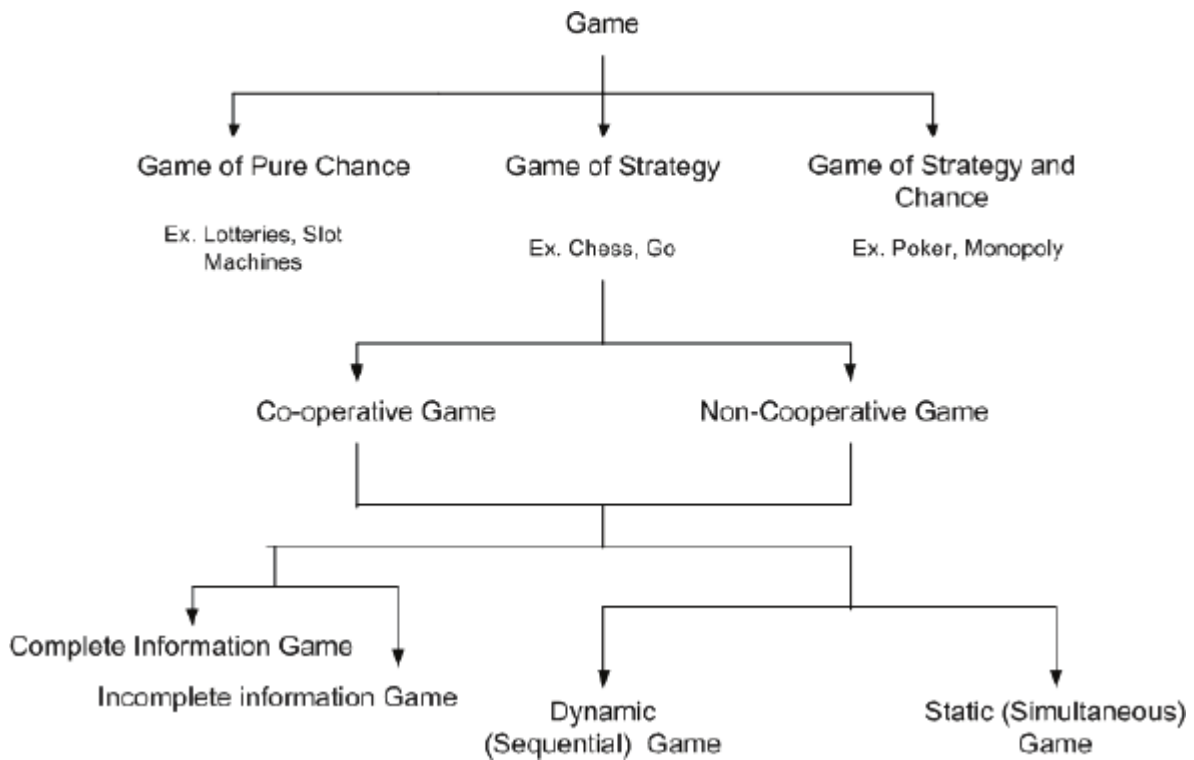 Game
Game of Pure Chance
Game of Strategy
Game of Strategy and
Chance
Ex. Lotteries, Slot
Machines
Ex. Chess, Go
Ex. Poker, Monopoly
Co-operative Game
Non-Cooperative Game
Complete Information Game
Incomplete information Game
Dynamic
(Sequential) Game
Static (Simultaneous)
Game